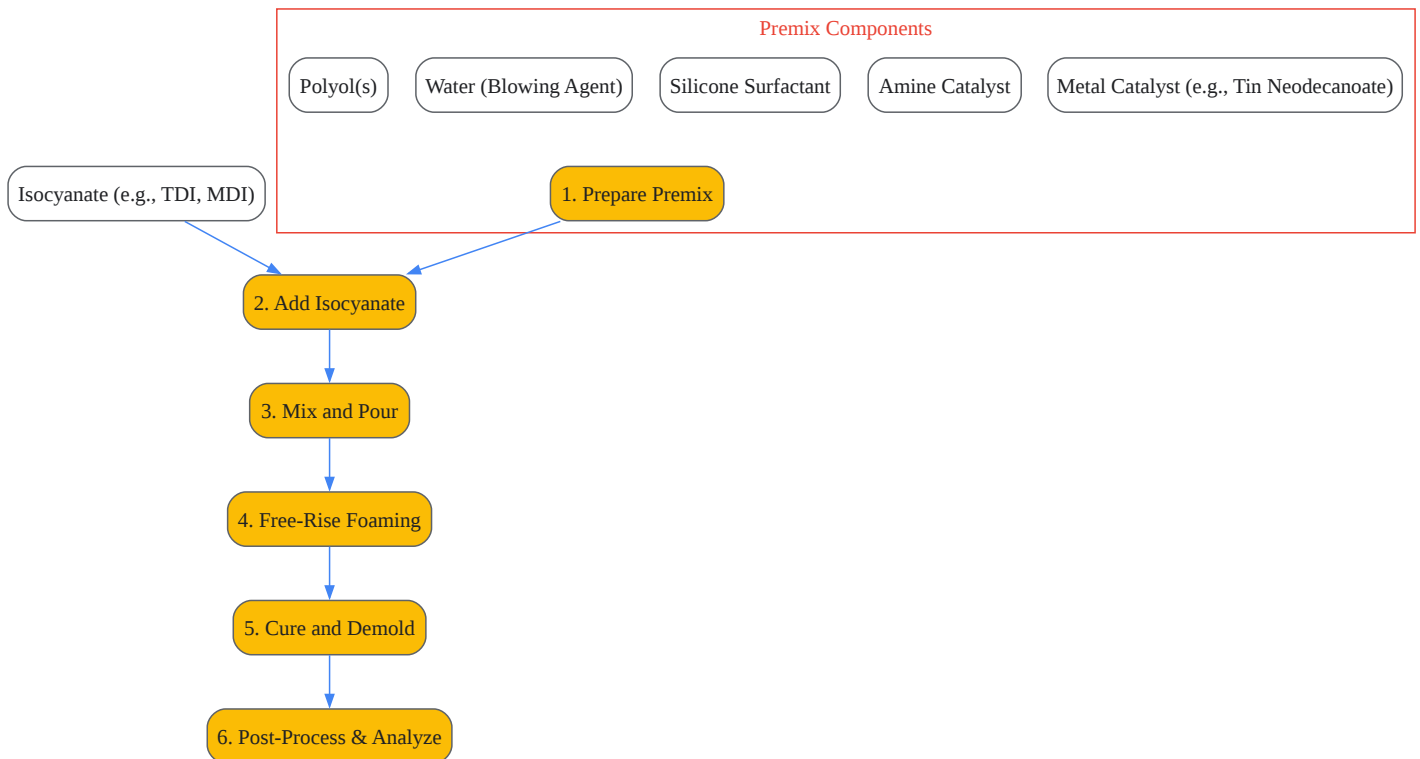 Premix Components
Polyol(s)
Water (Blowing Agent)
Silicone Surfactant
Amine Catalyst
Metal Catalyst (e.g., Tin Neodecanoate)
Isocyanate (e.g., TDI, MDI)
1. Prepare Premix
2. Add Isocyanate
3. Mix and Pour
4. Free-Rise Foaming
5. Cure and Demold
6. Post-Process & Analyze